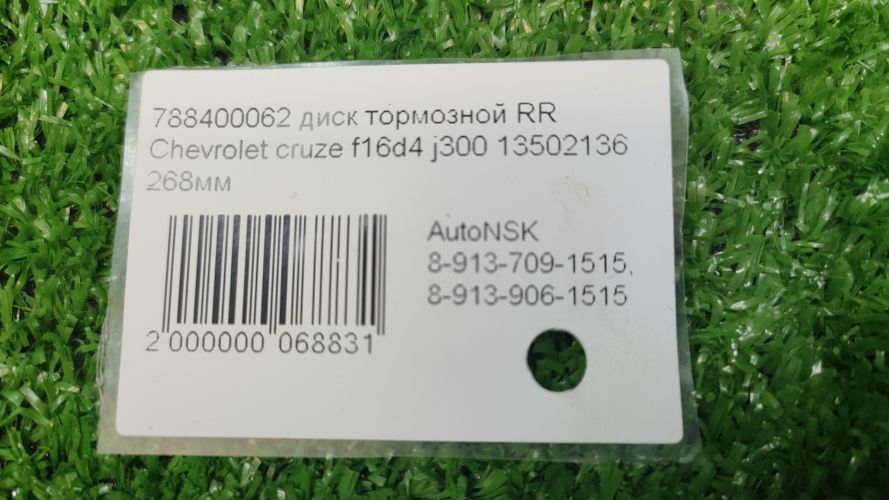 788400062 диск тормозной RR
Chevrolet cruze f16d4 j300 13502136
268мм
AutoNSK
8-913-709-1515,
8-913-906-1515
2 000000 068831